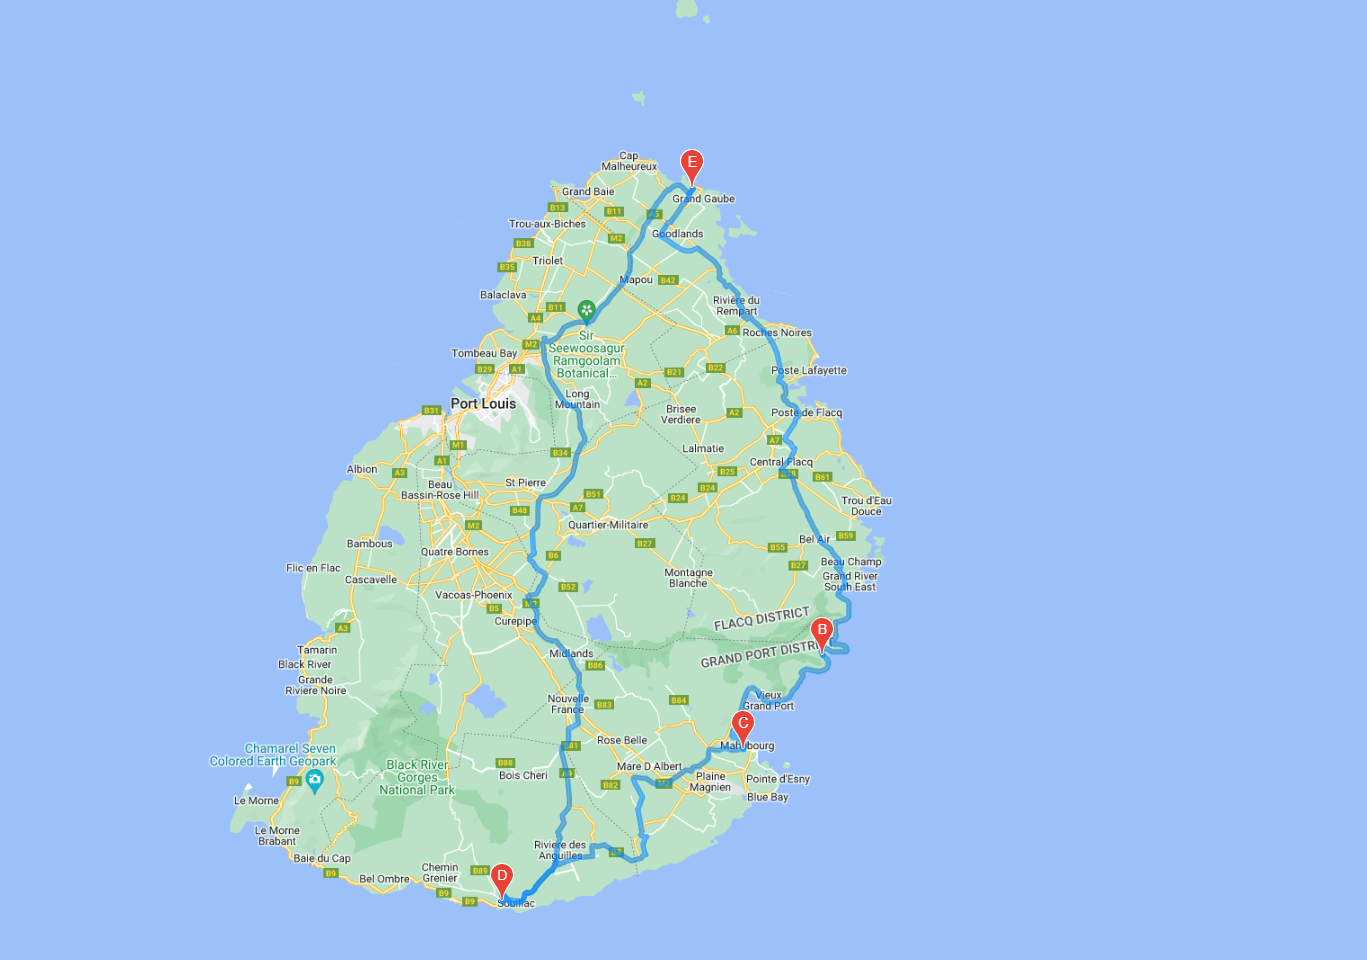 Cap
Malheureux
E
Grand Baie
Grand Gaube
B13
B11
A5
Trou-aux-Biches
Goodlands
B38
M2
Triolet
B35
Mapou
B42
Balaclava
B11
Rivière du
Rempart
A4
Sir
Seewoosagur
Ramgoolam
Botanical...
A6
Roches Noires
M2
Tombeau Bay
B29
A1
B21
B22
Poste Lafayette
A2
Long
Mountain
Port Louis
B31
Brisee
Verdiere
A2
Poste de Flacq
M1
A7
B34
Lalmatie
A1
Central Flacq
Albion
A3
B25
B61
Beau
Bassin-Rose Hill
St Pierre
B24
B51
B24
Trou d'Eau
Douce
A7
B48
M2
Quartier-Militaire
Bambous
B27
Bel Air
B59
Quatre Bornes
B6
B55
Beau Champ
Flic en Flac
B27
Cascavelle
Montagne
Blanche
Grand River
South East
B52
Vacoas-Phoenix
B5
Curepipe
FLACQ DISTRICT
A3
B
Tamarin
Midlands
GRAND PORT DISTRICT
Black River
B86
Grande
Riviere Noire
Nouvelle
France
B83
B84
Vieux
Grand Port
C
Rose Belle
Mahebourg
Chamarel Seven
Colored Earth Geopark
B88
Black River
Gorges
National Park
Bois Cheri
A9
Mare D Albert
Plaine
Magnien
Pointe d'Esny
B9
B82
Blue Bay
Le Morne
Le Morne
Brabant
Riviere des
Anguilles
Baie du Cap
Chemin
Grenier
B89
D
B9
Bel Ombre
B9
B9
Souillac